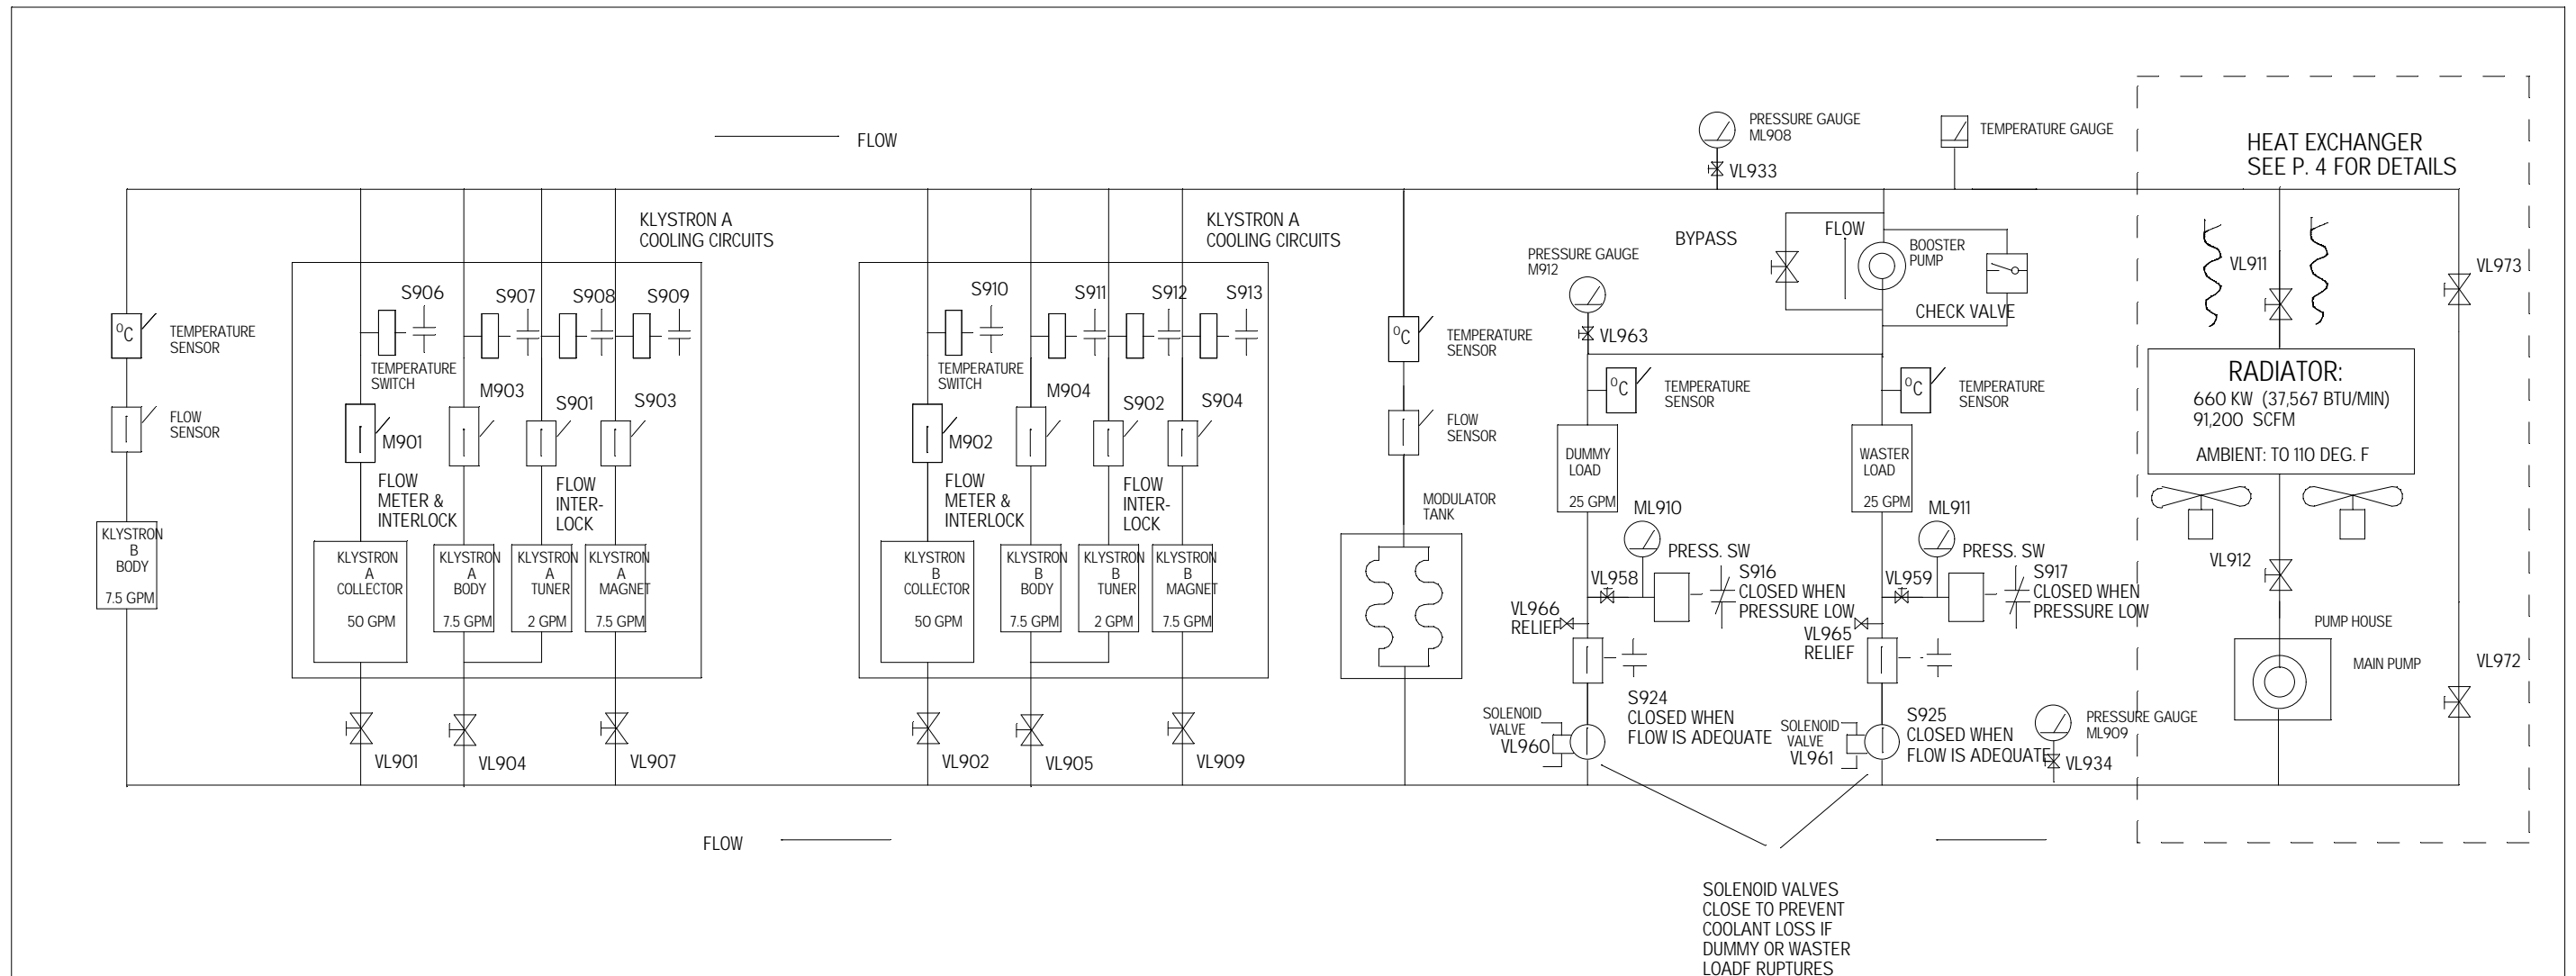 FLOW
PRESSURE GAUGE
ML908
VL933
TEMPERATURE GAUGE
HEAT EXCHANGER
SEE P. 4 FOR DETAILS
KLYSTRON A
COOLING CIRCUITS
KLYSTRON A
COOLING CIRCUITS
BYPASS
FLOW
BOOSTER
PUMP
CHECK VALVE
PRESSURE GAUGE
M912
VL963
VL911
VL973
°C
TEMPERATURE
SENSOR
FLOW
SENSOR
KLYSTRON
B
BODY
7.5 GPM
S906
S907
S908
S909
TEMPERATURE
SWITCH
M901
M903
S901
S903
FLOW
METER &
INTERLOCK
FLOW
INTER-
LOCK
KLYSTRON
A
COLLECTOR
50 GPM
KLYSTRON
A
BODY
7.5 GPM
KLYSTRON
A
TUNER
2 GPM
KLYSTRON
A
MAGNET
7.5 GPM
VL901
VL904
VL907
S910
S911
S912
S913
TEMPERATURE
SWITCH
M902
M904
S902
S904
FLOW
METER &
INTERLOCK
FLOW
INTER-
LOCK
KLYSTRON
B
COLLECTOR
50 GPM
KLYSTRON
B
BODY
7.5 GPM
KLYSTRON
B
TUNER
2 GPM
KLYSTRON
B
MAGNET
7.5 GPM
VL902
VL905
VL909
°C
TEMPERATURE
SENSOR
FLOW
SENSOR
MODULATOR
TANK
°C
TEMPERATURE
SENSOR
DUMMY
LOAD
25 GPM
ML910
PRESS. SW
VL958
S916
CLOSED WHEN
PRESSURE LOW
VL966
RELIEF
S924
CLOSED WHEN
FLOW IS ADEQUATE
SOLENOID
VALVE
VL960
°C
TEMPERATURE
SENSOR
WASTER
LOAD
25 GPM
ML911
PRESS. SW
VL959
S917
CLOSED WHEN
PRESSURE LOW
VL965
RELIEF
S925
CLOSED WHEN
FLOW IS ADEQUATE
SOLENOID
VALVE
VL961
PRESSURE GAUGE
ML909
VL934
RADIATOR:
660 KW (37,567 BTU/MIN)
91,200 SCFM
AMBIENT: TO 110 DEG. F
VL912
PUMP HOUSE
MAIN PUMP
VL972
FLOW
SOLENOID VALVES
CLOSE TO PREVENT
COOLANT LOSS IF
DUMMY OR WASTER
LOADF RUPTURES